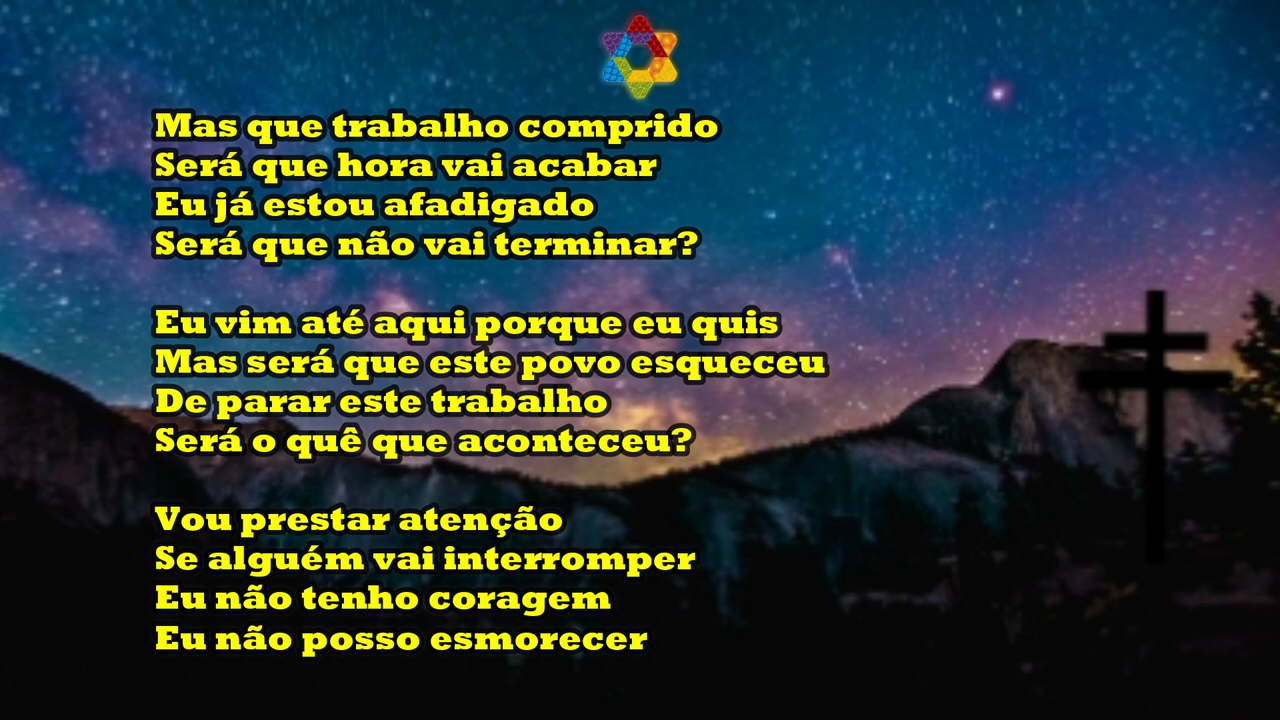 Mas que trabalho comprido
Será que hora vai acabar
Eu já estou afadigado
Será que não vai terminar?
Eu vim até aqui porque eu quis
Mas será que este povo esqueceu
De parar este trabalho
Será o quê que aconteceu?
Vou prestar atenção
Se alguém vai interromper
Eu não tenho coragem
Eu não posso esmorecer